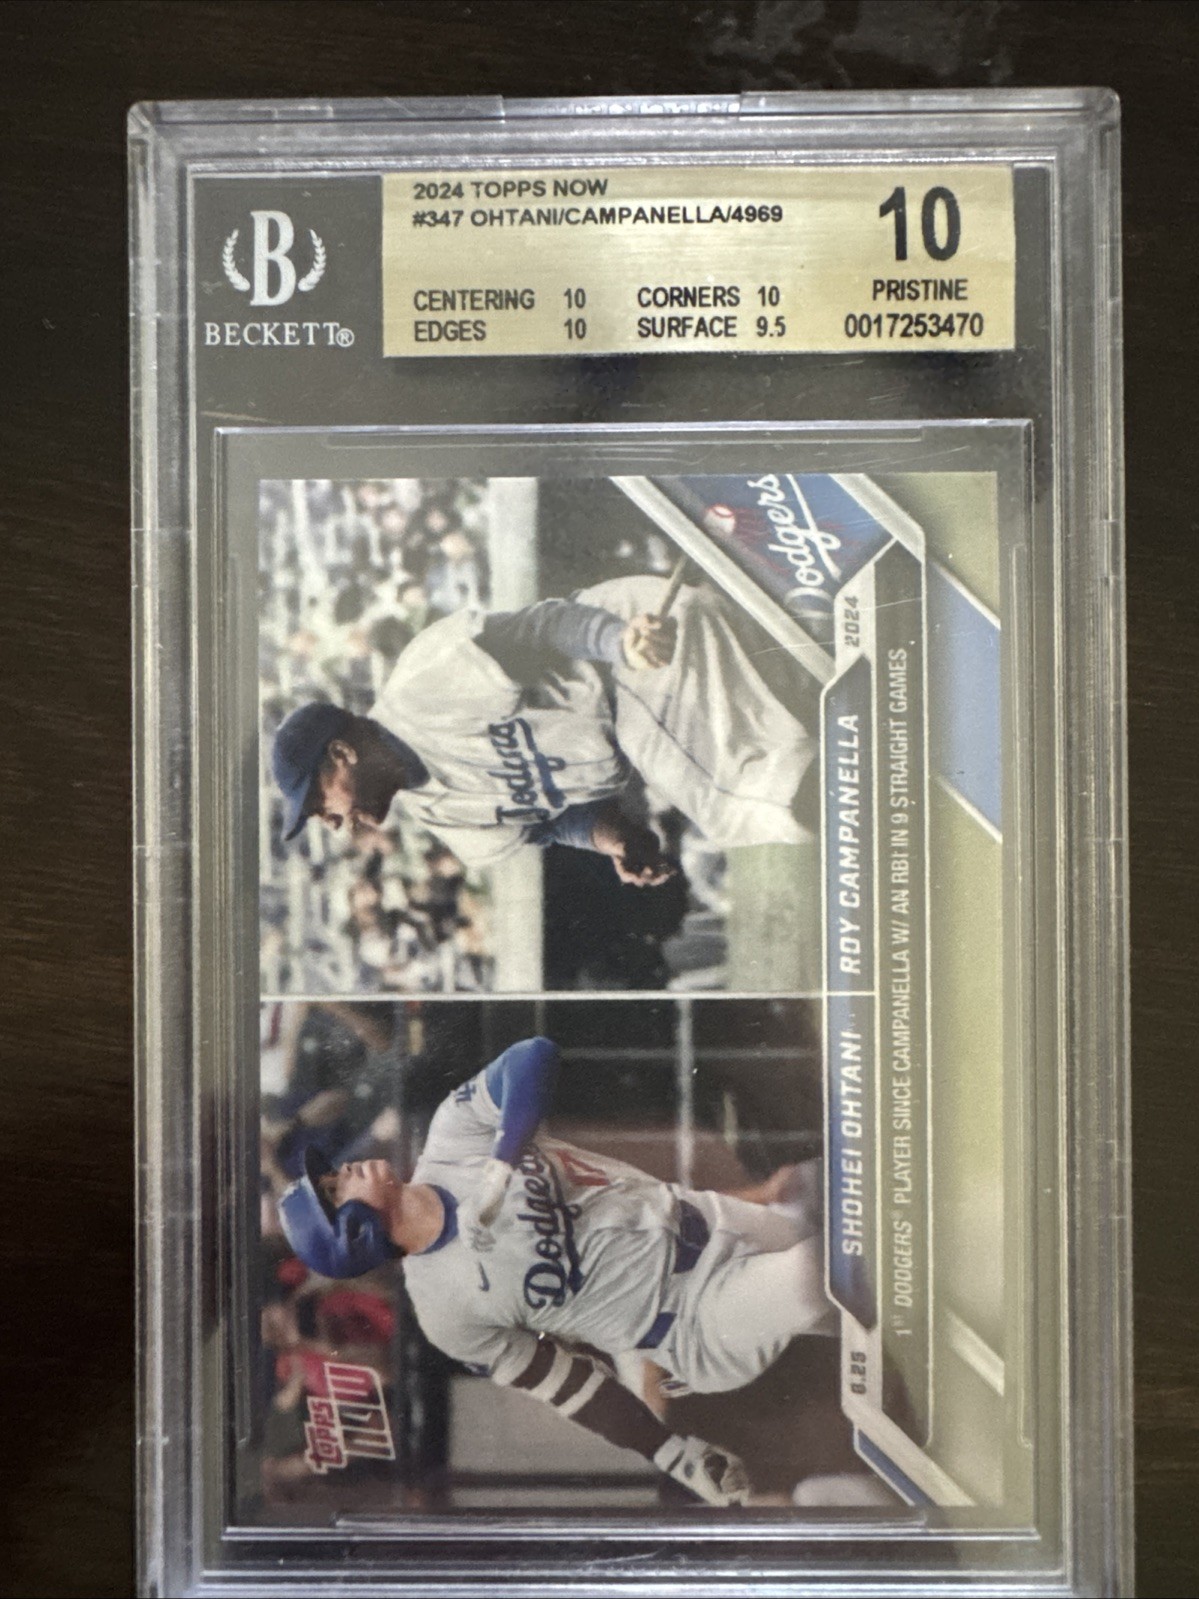 2024 TOPPS NOW
#347 OHTANI/CAMPANELLA/4969
10
PRISTINE
0017253470
CENTERING 10 CORNERS 10
EDGES 10 SURFACE 9.5
B
BECKETT®
Dodgers
Dodgers
LA
Dodgers
17
topps
NOW
6.25
SHOHEI OHTANI ROY CAMPANELLA
2024
1ST DODGERS® PLAYER SINCE CAMPANELLA W/ AN RBI IN 9 STRAIGHT GAMES